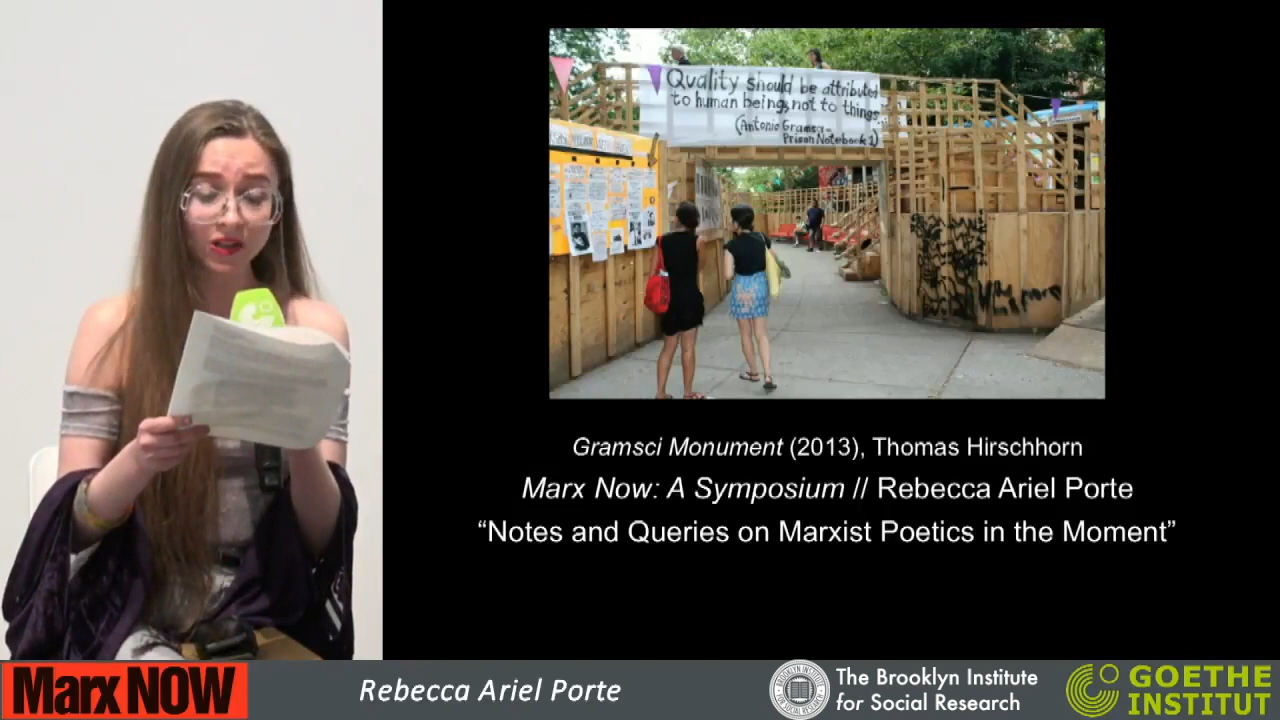 Quality should be attributed
to human beings, not to things
(Antonio Gramsci –
Prison Notebook 1)
Gramsci Monument (2013), Thomas Hirschhorn
Marx Now: A Symposium // Rebecca Ariel Porte
“Notes and Queries on Marxist Poetics in the Moment”
Marx NOW
Rebecca Ariel Porte
The Brooklyn Institute
for Social Research
GOETHE
INSTITUT